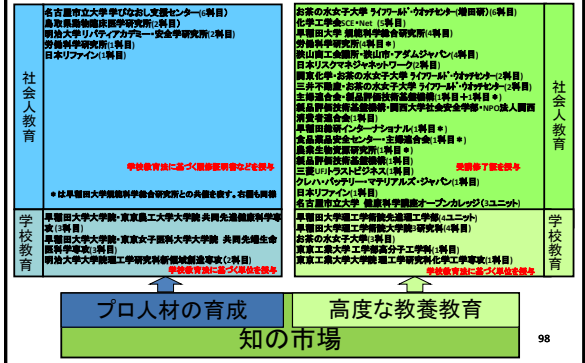 社会人教育
名古屋市立大学 学びなおし支援センター(6科目)
鳥取県動物臨床医学研究所(2科目)
明治大学リバティアカデミー・安全学研究所(2科目)
労働科学研究所(1科目)
日本リファイン(1科目)
学校教育法に基づく履修証明書などを授与
＊は早稲田大学規範科学総合研究所との共催を表す。右欄も同様
お茶の水女子大学 ライフワールド・ウオッチセンター(増田研)(6科目)
化学工学会SCE・Net (5科目)
早稲田大学 規範科学総合研究所(4科目)
労働科学研究所(4科目＊)
狭山商工会議所・狭山市・アダムジャパン(4科目)
日本リスクマネジャネットワーク(2科目)
関東化学・お茶の水女子大学 ライフワールド・ウオッチセンター(2科目)
三井不動産・お茶の水女子大学 ライフワールド・ウオッチセンター(2科目)
主婦連合会・製品評価技術基盤機構(1科目＋1科目＊)
製品評価技術基盤機構・関西大学社会安全学部・NPO法人関西
消費者連合会(1科目)
早稲田総研インターナショナル(1科目＊)
食品薬品安全センター・主婦連合会(1科目＊)
農業生物資源研究所(1科目＊)
製品評価技術基盤機構(1科目)
三菱UFJトラストビジネス(1科目)
クレハ・バッテリー・マテリアルズ・ジャパン(1科目)
日本リファイン(1科目)
名古屋市立大学 健康科学講座オープンカレッジ(3ユニット)
受講修了証を授与
社会人教育
学校教育
早稲田大学大学院・東京農工大学大学院 共同先進健康科学専
攻(3科目)
早稲田大学大学院・東京女子医科大学大学院 共同先端生命
医科学専攻(3科目)
明治大学大学院理工学研究科新領域創造専攻(2科目)
学校教育法に基づく単位を授与
早稲田大学理工学術院先進理工学部(4ユニット)
早稲田大学理工学術院大学院3研究科(4科目)
お茶の水女子大学(3科目)
東京工業大学 工学部高分子工学科(1科目)
東京工業大学大学院 理工学研究科化学工学専攻(1科目)
学校教育法に基づく単位を授与
学校教育
プロ人材の育成
高度な教養教育
知の市場
98